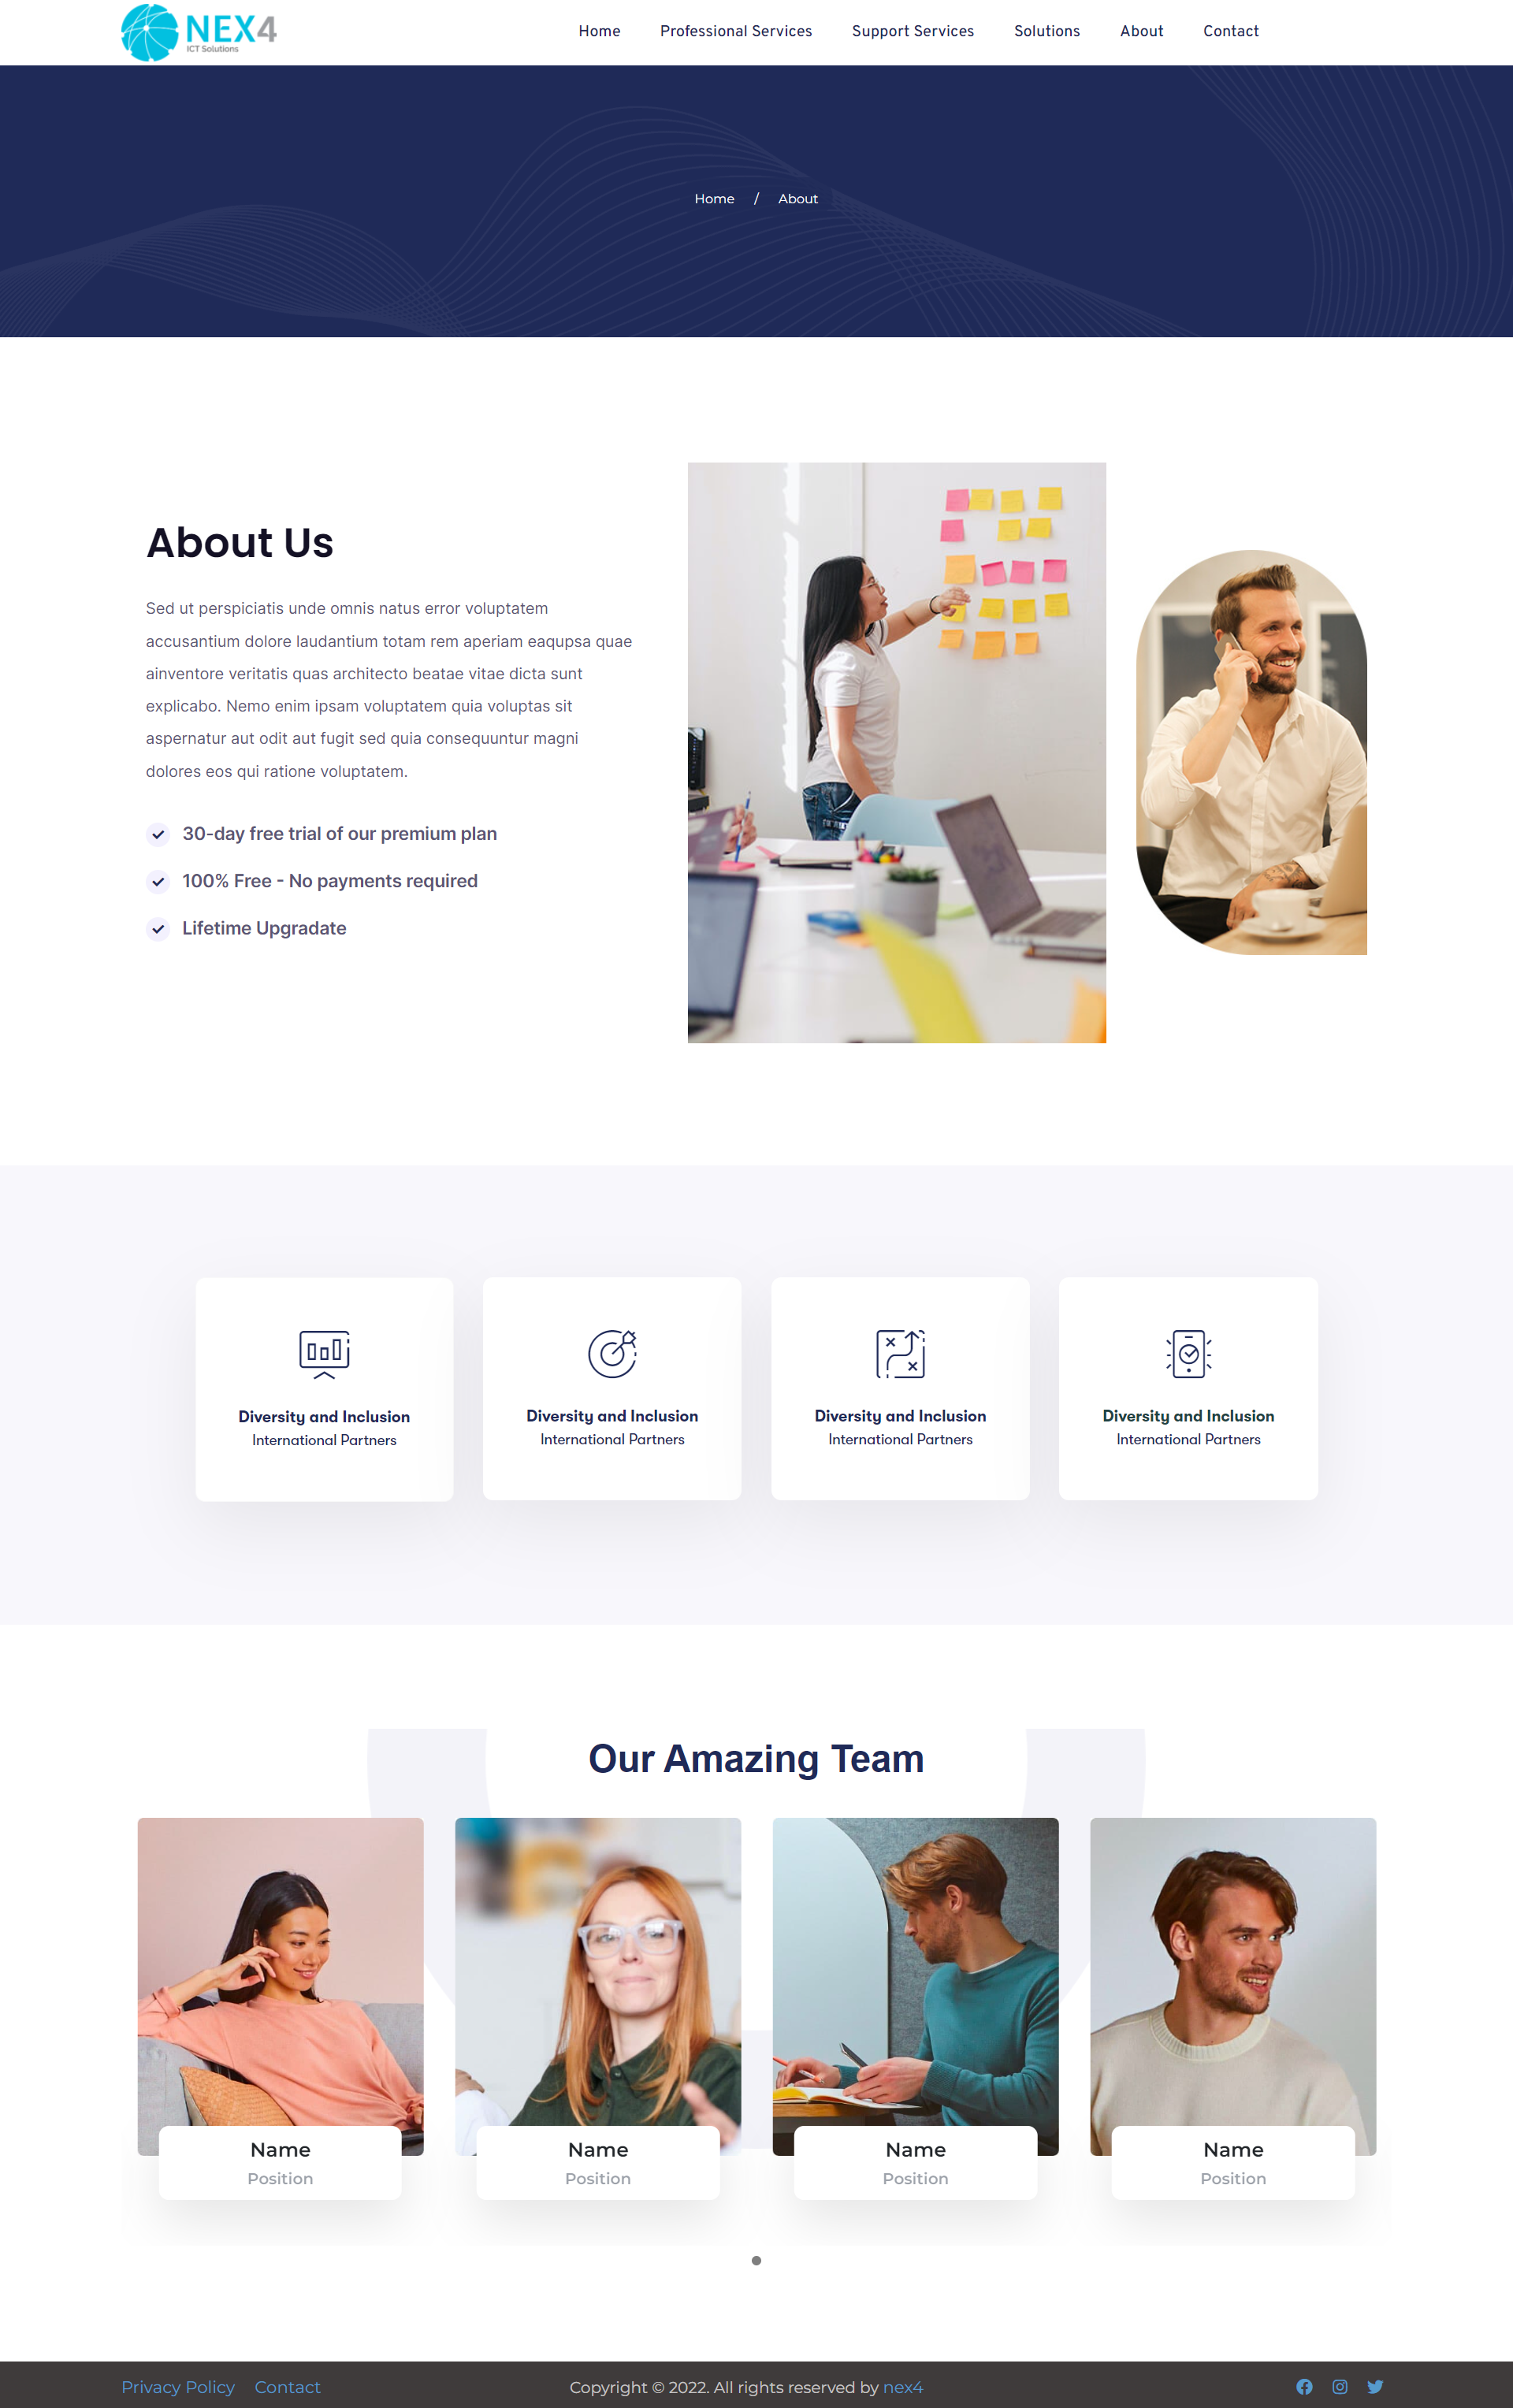 NEX4
ICT Solutions
Home Professional Services Support Services Solutions About Contact
Home / About
About Us
Sed ut perspiciatis unde omnis natus error voluptatem
accusantium dolore laudantium totam rem aperiam eaqupsa quae
ainventore veritatis quas architecto beatae vitae dicta sunt
explicabo. Nemo enim ipsam voluptatem quia voluptas sit
aspernatur aut odit aut fugit sed quia consequuntur magni
dolores eos qui ratione voluptatem.
30-day free trial of our premium plan
100% Free - No payments required
Lifetime Upgradate
Diversity and Inclusion
International Partners
Diversity and Inclusion
International Partners
Diversity and Inclusion
International Partners
Diversity and Inclusion
International Partners
Our Amazing Team
Name
Position
Name
Position
Name
Position
Name
Position
Privacy Policy Contact
Copyright © 2022. All rights reserved by nex4